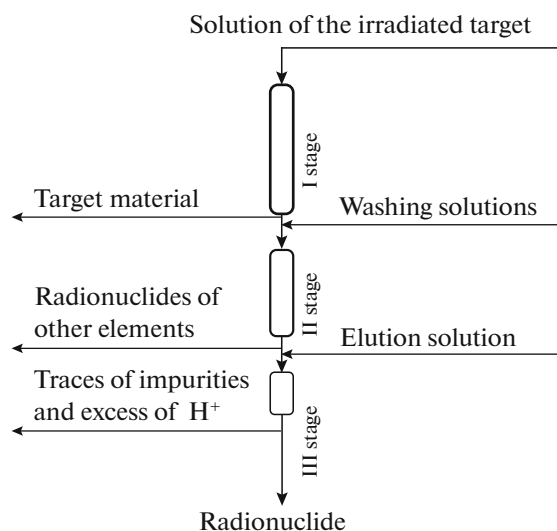 Solution of the irradiated target
I stage
Target material
Washing solutions
II stage
Radionuclides of
other elements
Elution solution
Traces of impurities
and excess of H⁺
III stage
Radionuclide